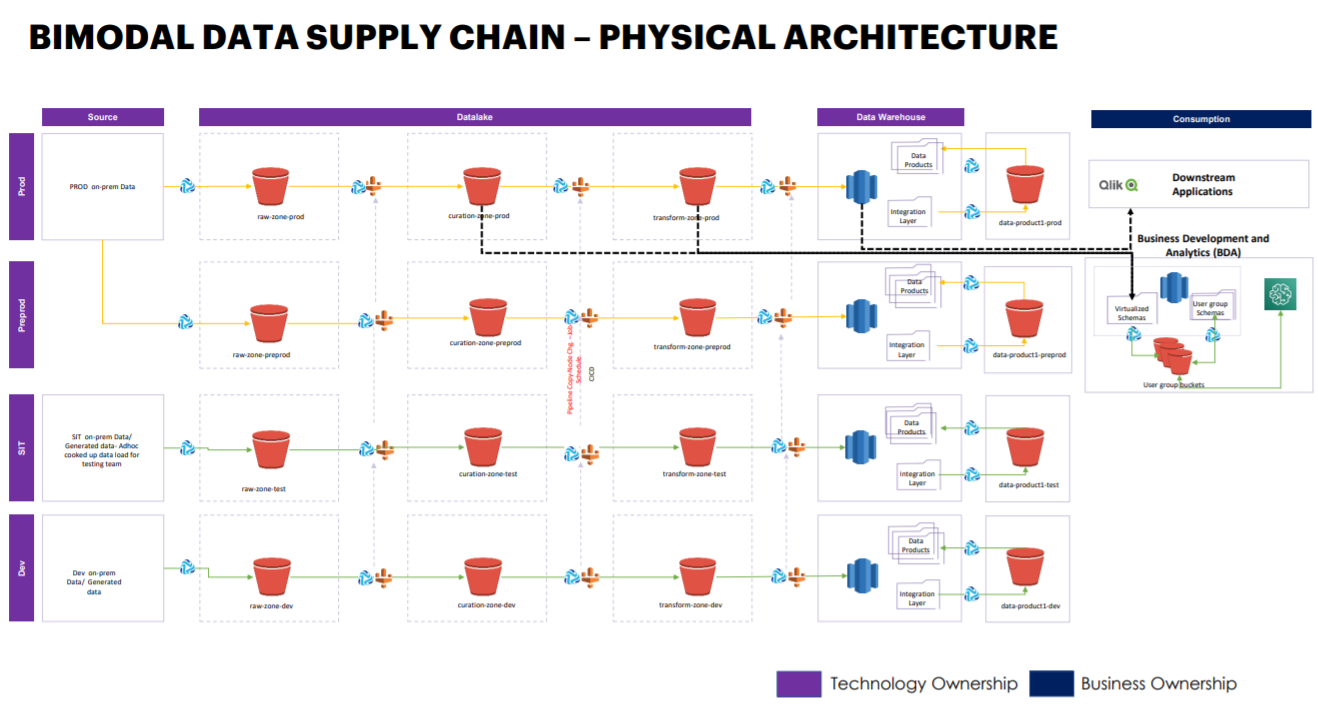 BIMODAL DATA SUPPLY CHAIN – PHYSICAL ARCHITECTURE
Source
Datalake
Data Warehouse
Consumption
Prod
PROD on-prem Data
raw-zone-prod
curation-zone-prod
transform-zone-prod
Data
Products
Integration
Layer
data-product1-prod
Qlik
Downstream
Applications
Business Development and
Analytics (BDA)
Virtualized
Schemas
User group
Schemas
User group buckets
Preprod
raw-zone-preprod
curation-zone-preprod
transform-zone-preprod
Data
Products
Integration
Layer
data-product1-preprod
Pipeline Copy-Node Chg. –Job
Schedule
CICD
SIT
SIT on-prem Data/
Generated data- Adhoc
cooked up data load for
testing team
raw-zone-test
curation-zone-test
transform-zone-test
Data
Products
Integration
Layer
data-product1-test
Dev
Dev on-prem
Data/ Generated
data
raw-zone-dev
curation-zone-dev
transform-zone-dev
Data
Products
Integration
Layer
data-product1-dev
Technology Ownership
Business Ownership